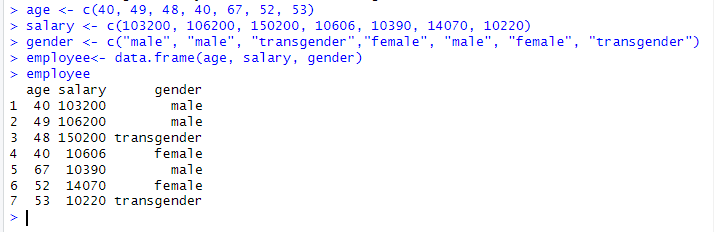 > age <- c(40, 49, 48, 40, 67, 52, 53)
> salary <- c(103200, 106200, 150200, 10606, 10390, 14070, 10220)
> gender <- c("male", "male", "transgender","female", "male", "female", "transgender")
> employee<- data.frame(age, salary, gender)
> employee
  age salary      gender
1  40 103200        male
2  49 106200        male
3  48 150200 transgender
4  40  10606      female
5  67  10390        male
6  52  14070      female
7  53  10220 transgender
>